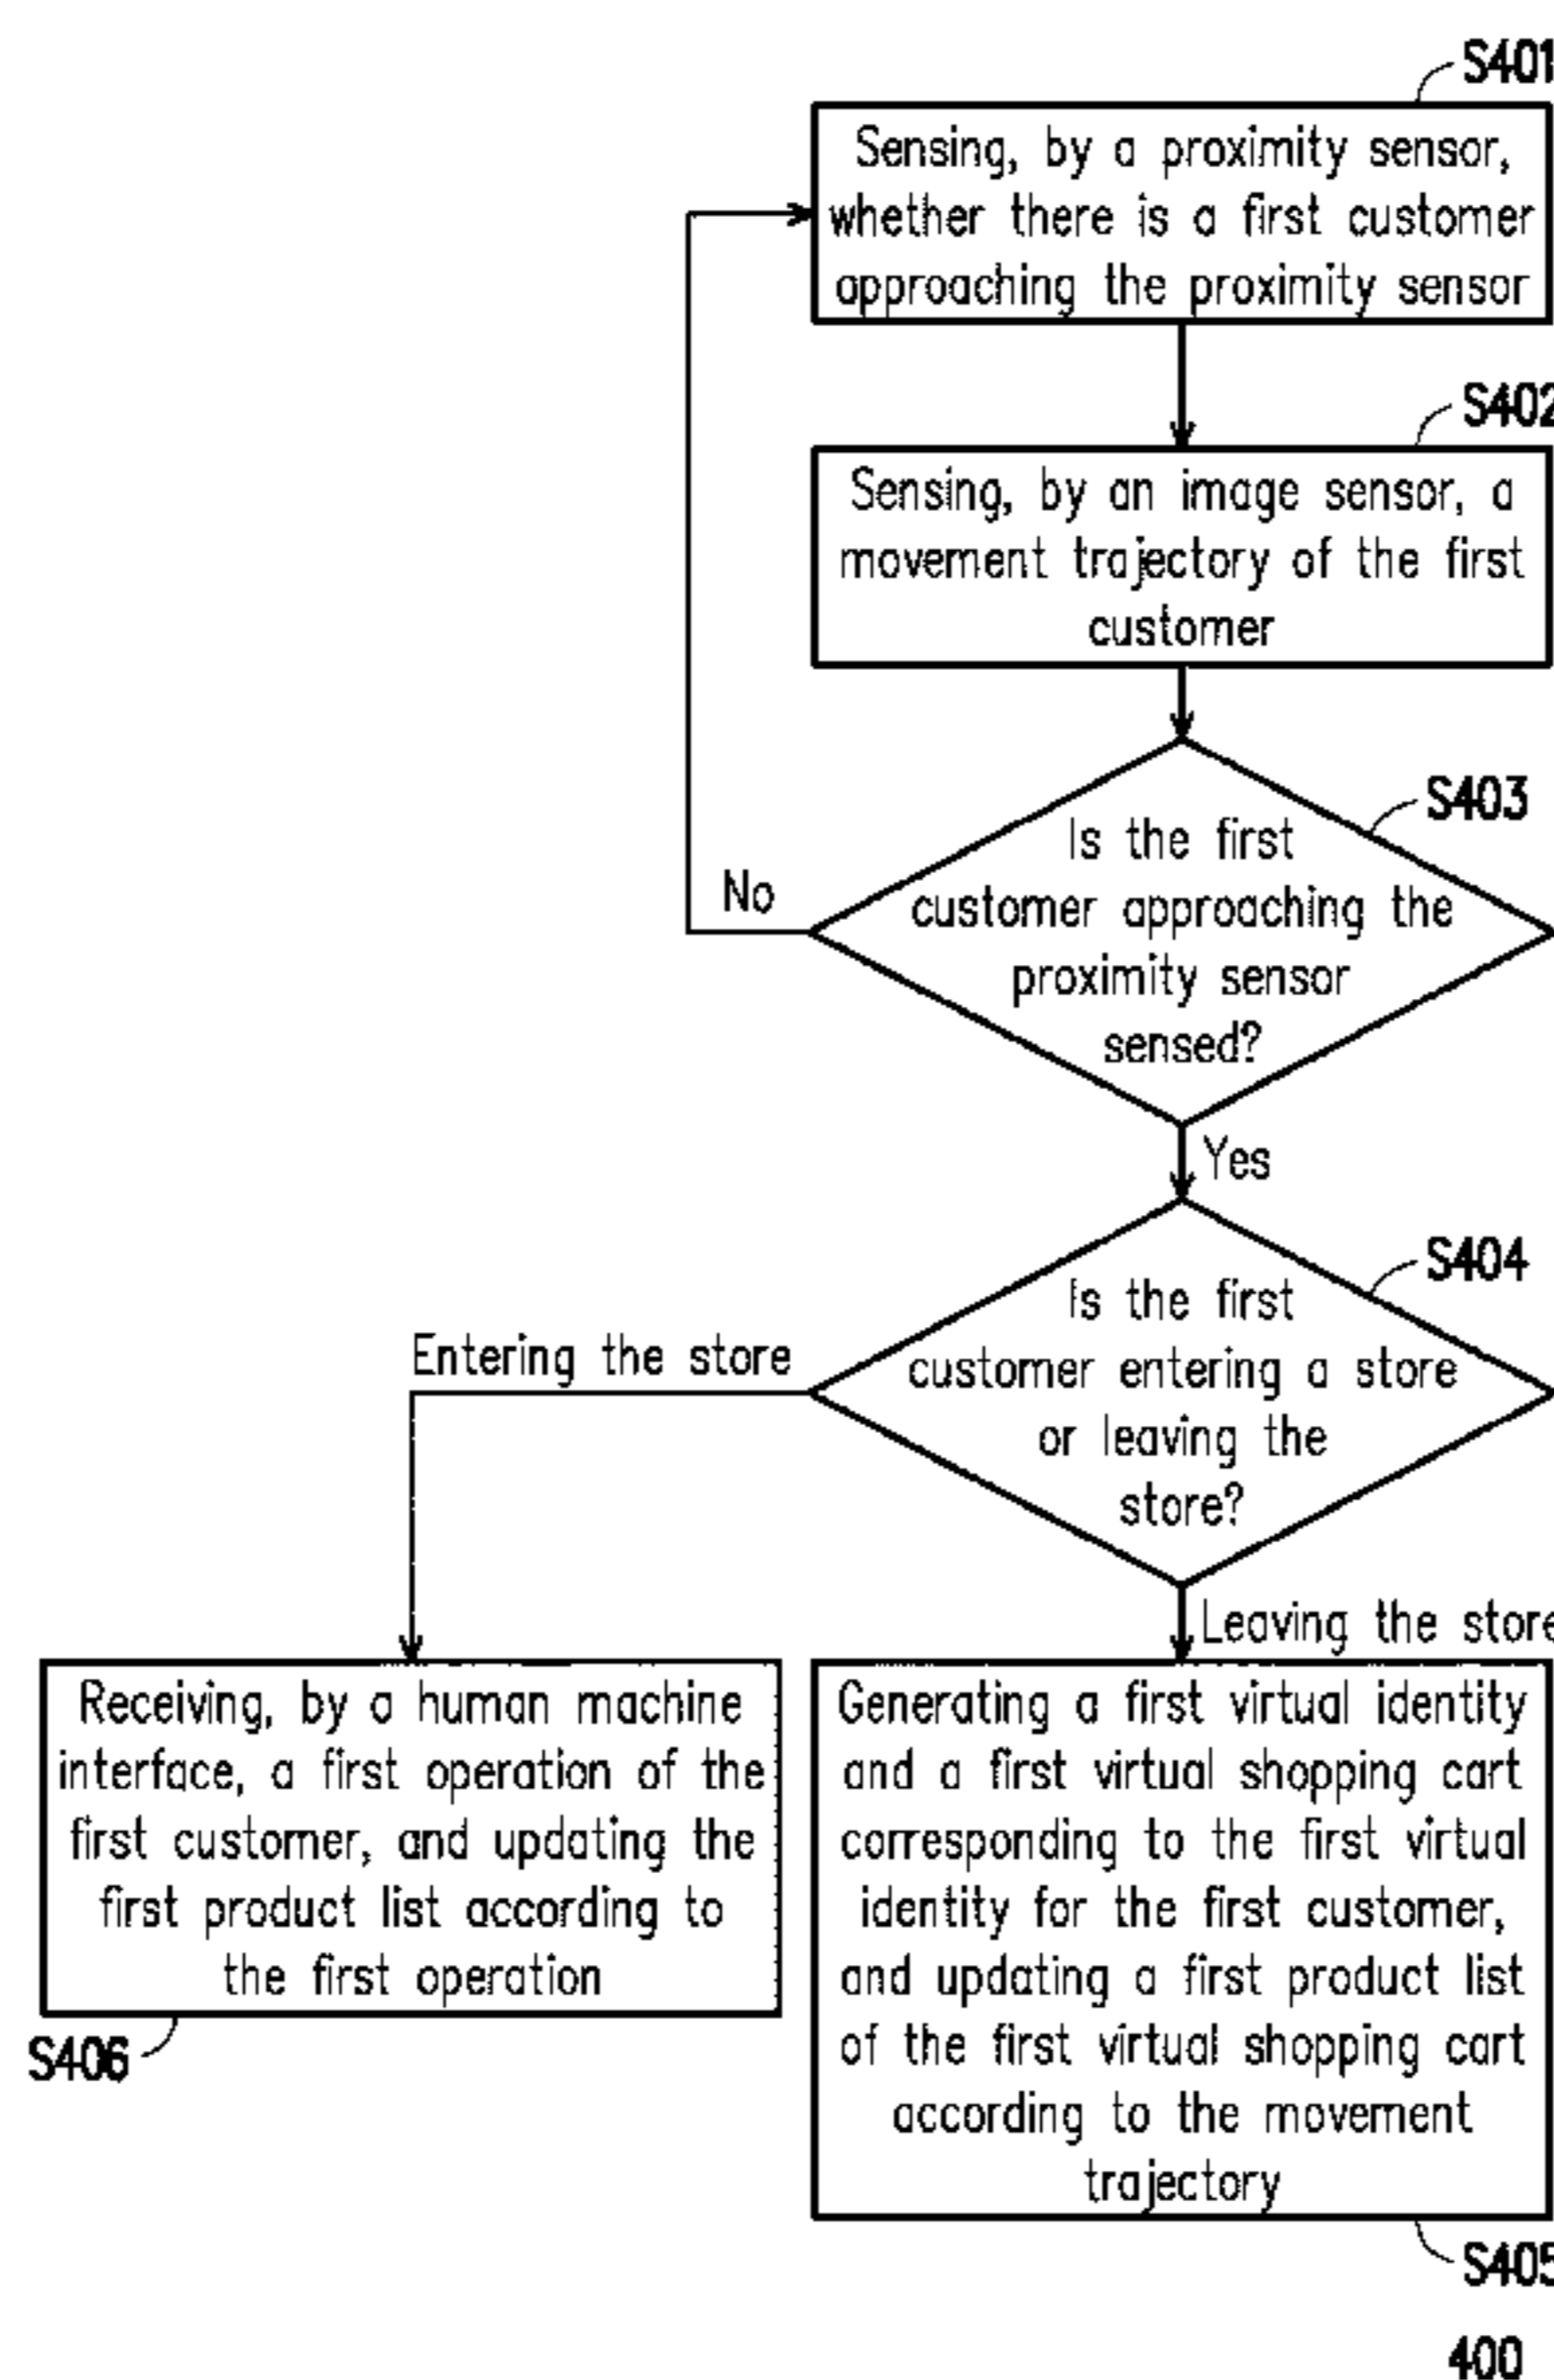 S401
Sensing, by a proximity sensor,
whether there is a first customer
approaching the proximity sensor
S402
Sensing, by an image sensor, a
movement trajectory of the first
customer
S403
Is the first
customer approaching the
proximity sensor
sensed?
No
Yes
S404
Is the first
customer entering a store
or leaving the
store?
Entering the store
Leaving the store
Receiving, by a human machine
interface, a first operation of the
first customer, and updating the
first product list according to
the first operation
S406
Generating a first virtual identity
and a first virtual shopping cart
corresponding to the first virtual
identity for the first customer,
and updating a first product list
of the first virtual shopping cart
according to the movement
trajectory
S405
400